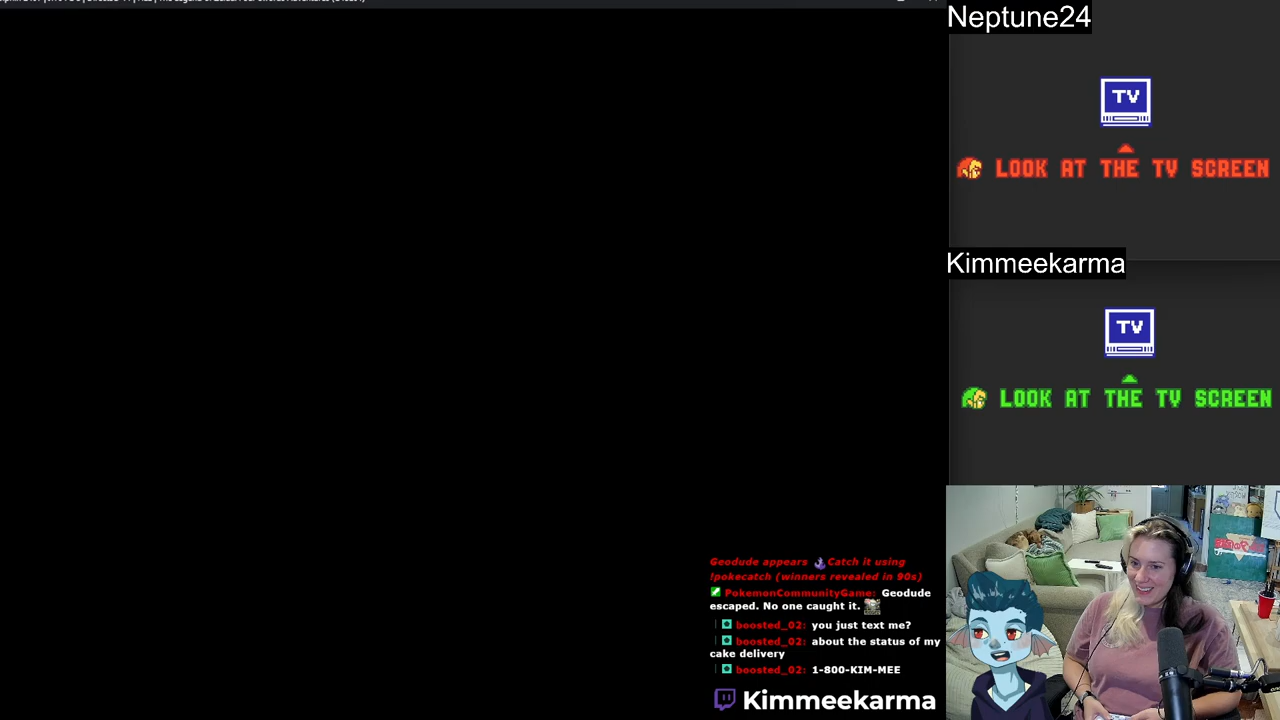 Neptune24
TV
LOOK AT THE TV SCREEN
Kimmeekarma
TV
LOOK AT THE TV SCREEN
Geodude appears Catch it using
!pokecatch (winners revealed in 90s)
PokemonCommunityGame: Geodude
escaped. No one caught it.
boosted_02: you just text me?
boosted_02: about the status of my
cake delivery
boosted_02: 1-800-KIM-MEE
Kimmeekarma